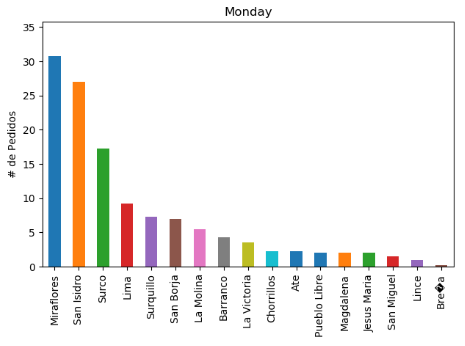 Monday
# de Pedidos
35
30
25
20
15
10
5
0
Miraflores
San Isidro
Surco
Lima
Surquillo
San Borja
La Molina
Barranco
La Victoria
Chorrillos
Ate
Pueblo Libre
Magdalena
Jesus Maria
San Miguel
Lince
Bre�a